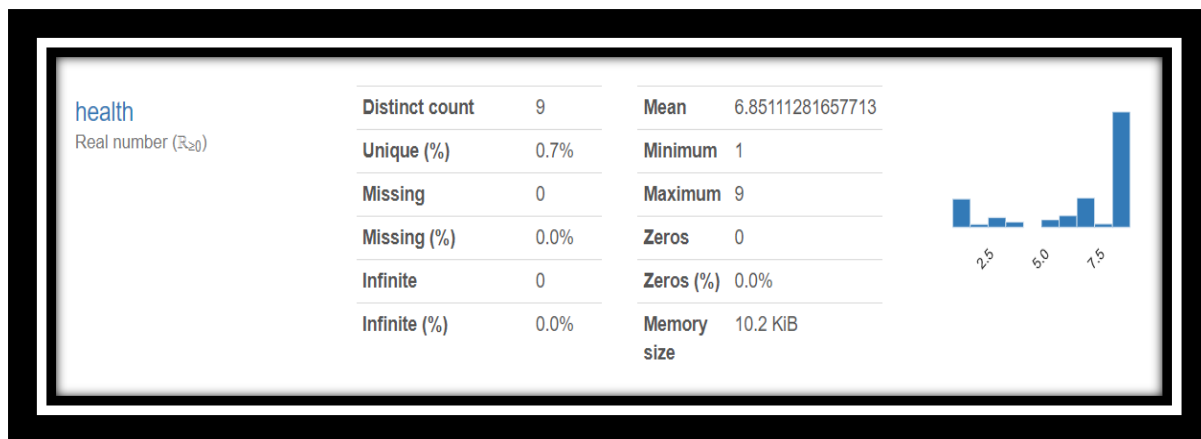 health
Real number (ℝ≥0)
Distinct count 9
Unique (%) 0.7%
Missing 0
Missing (%) 0.0%
Infinite 0
Infinite (%) 0.0%
Mean 6.85111281657713
Minimum 1
Maximum 9
Zeros 0
Zeros (%) 0.0%
Memory 10.2 KiB
size
2.5 5.0 7.5